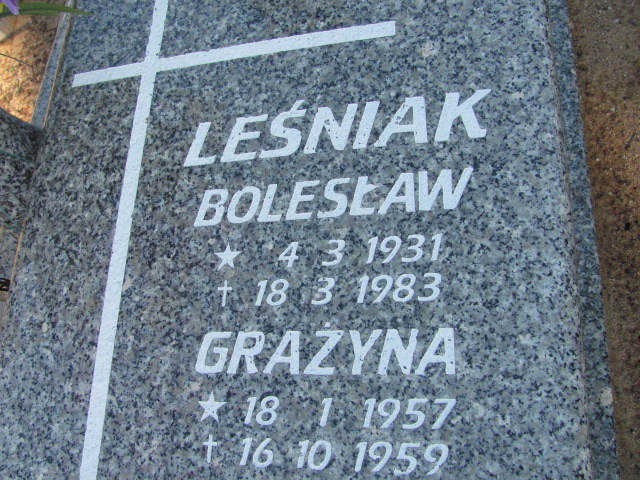 LEŚNIAK
BOLESŁAW
★ 4 3 1931
† 18 3 1983
GRAŻYNA
★ 18 1 1957
† 16 10 1959